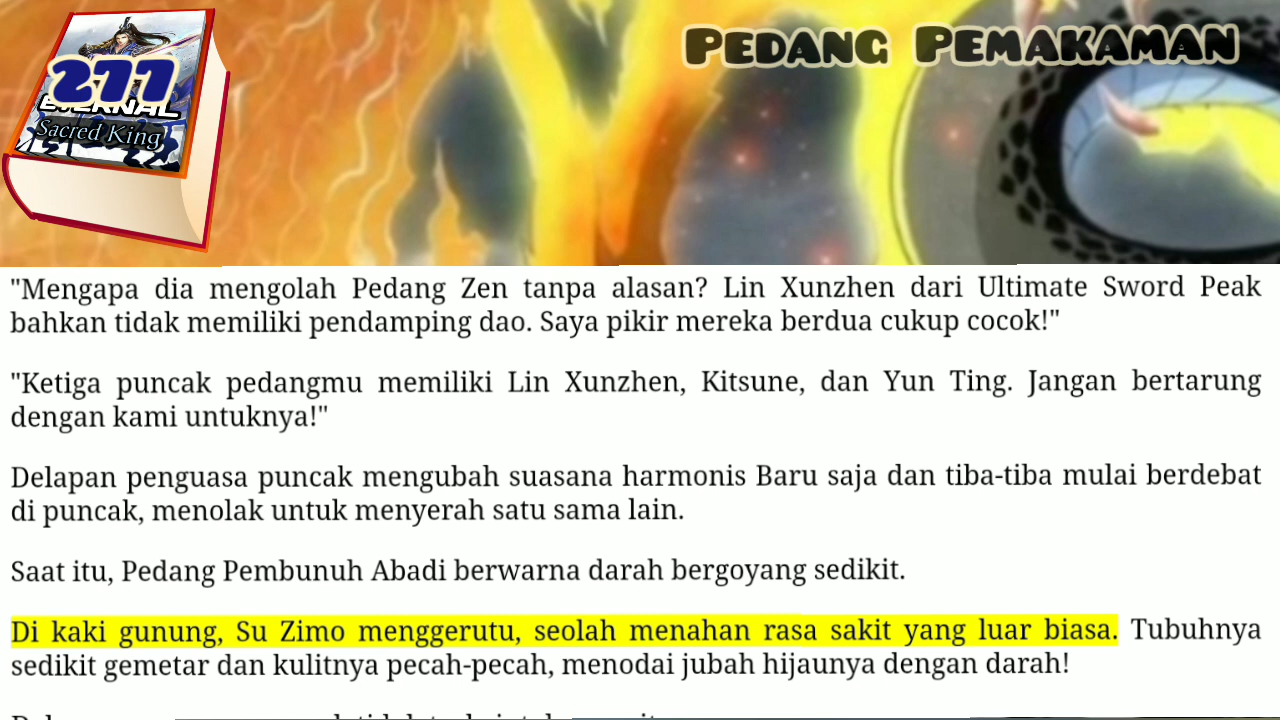 277
ETERNAL
Sacred King
PEDANG PEMAKAMAN
"Mengapa dia mengolah Pedang Zen tanpa alasan? Lin Xunzhen dari Ultimate Sword Peak
bahkan tidak memiliki pendamping dao. Saya pikir mereka berdua cukup cocok!"
"Ketiga puncak pedangmu memiliki Lin Xunzhen, Kitsune, dan Yun Ting. Jangan bertarung
dengan kami untuknya!"
Delapan penguasa puncak mengubah suasana harmonis Baru saja dan tiba-tiba mulai berdebat
di puncak, menolak untuk menyerah satu sama lain.
Saat itu, Pedang Pembunuh Abadi berwarna darah bergoyang sedikit.
Di kaki gunung, Su Zimo menggerutu, seolah menahan rasa sakit yang luar biasa. Tubuhnya
sedikit gemetar dan kulitnya pecah-pecah, menodai jubah hijaunya dengan darah!